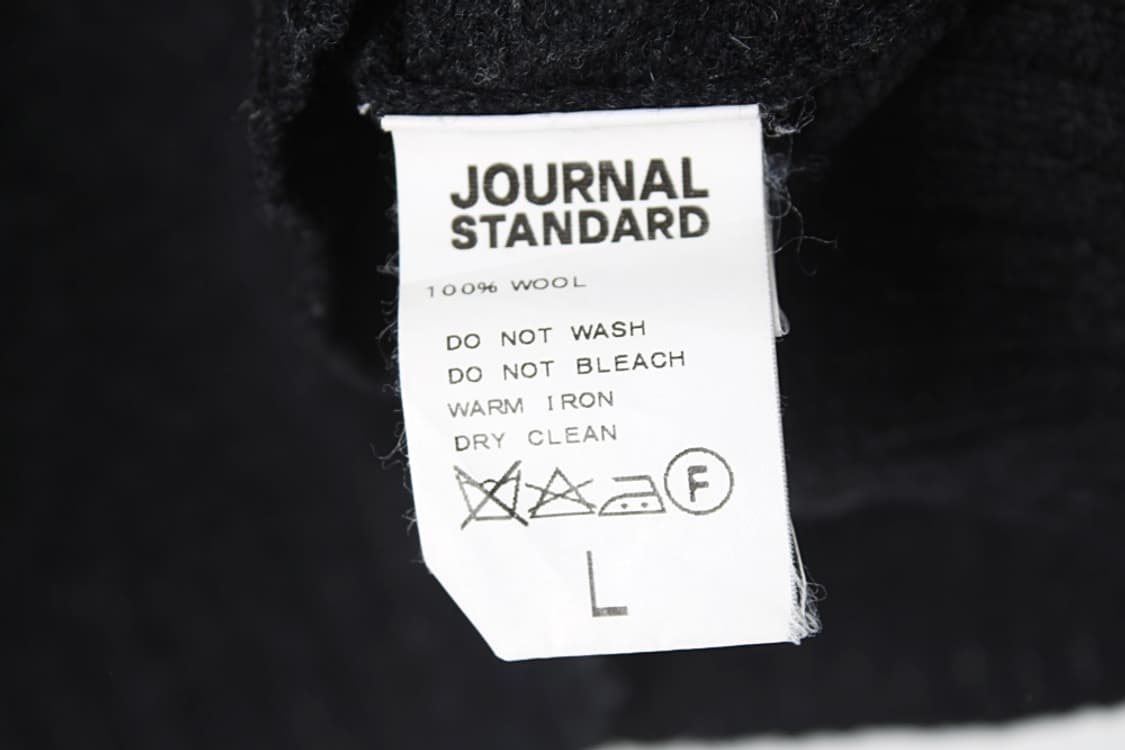 JOURNAL
STANDARD
100% WOOL
DO NOT WASH
DO NOT BLEACH
WARM IRON
DRY CLEAN
F
L